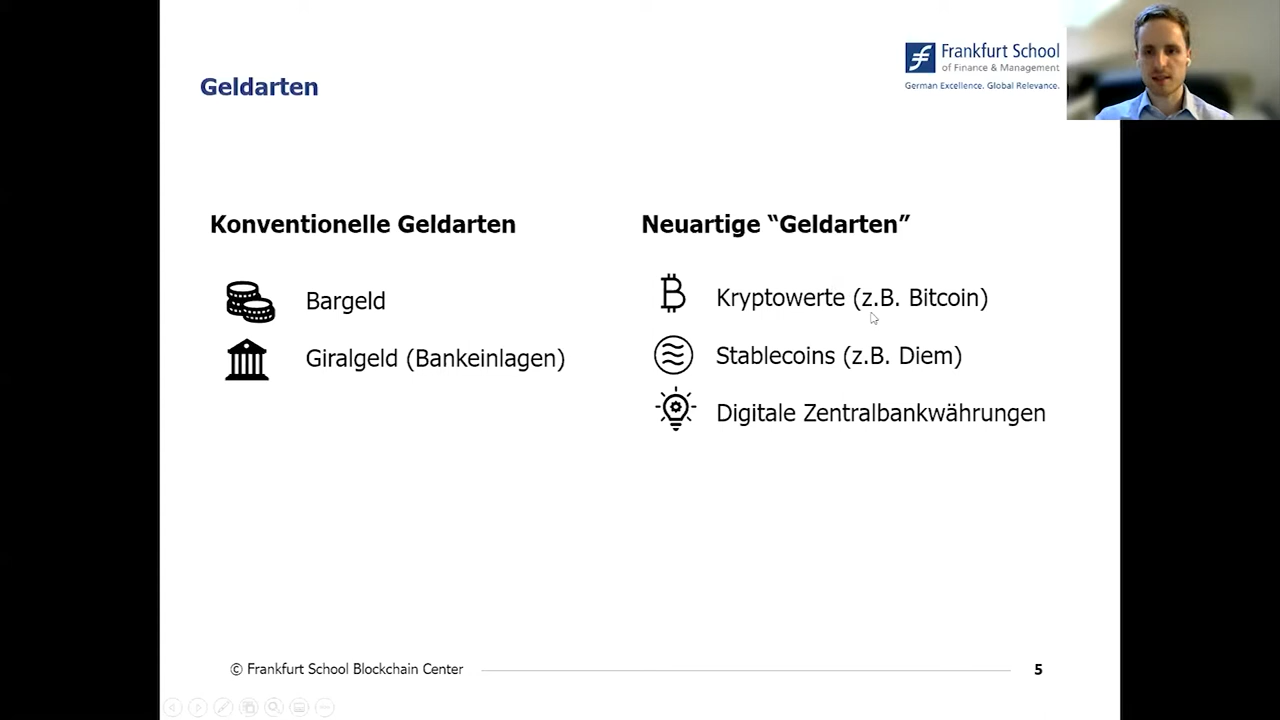 Geldarten
Frankfurt School
of Finance & Management
German Excellence. Global Relevance.
Konventionelle Geldarten
Bargeld
Giralgeld (Bankeinlagen)
Neuartige “Geldarten”
Kryptowerte (z.B. Bitcoin)
Stablecoins (z.B. Diem)
Digitale Zentralbankwährungen
© Frankfurt School Blockchain Center
5